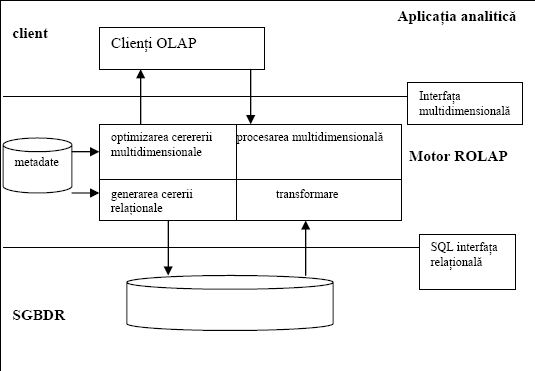 Aplicația analitică
client
Clienți OLAP
Interfața
multidimensională
optimizarea cerererii
multidimensionale
procesarea multidimensională
metadate
Motor ROLAP
generarea cererii
relaționale
transformare
SQL interfața
relațională
SGBDR